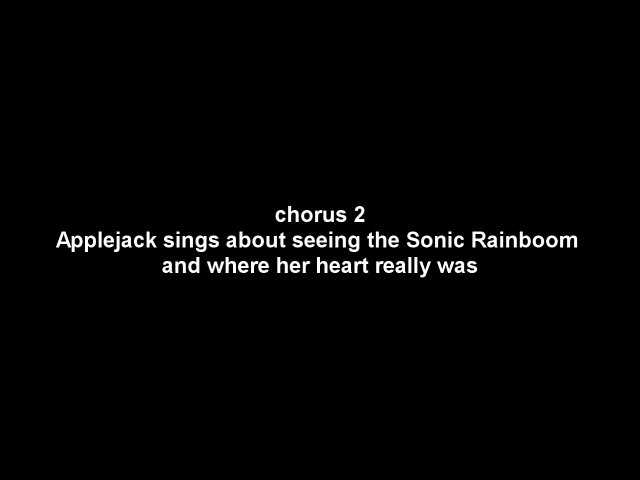 chorus 2
Applejack sings about seeing the Sonic Rainboom
and where her heart really was